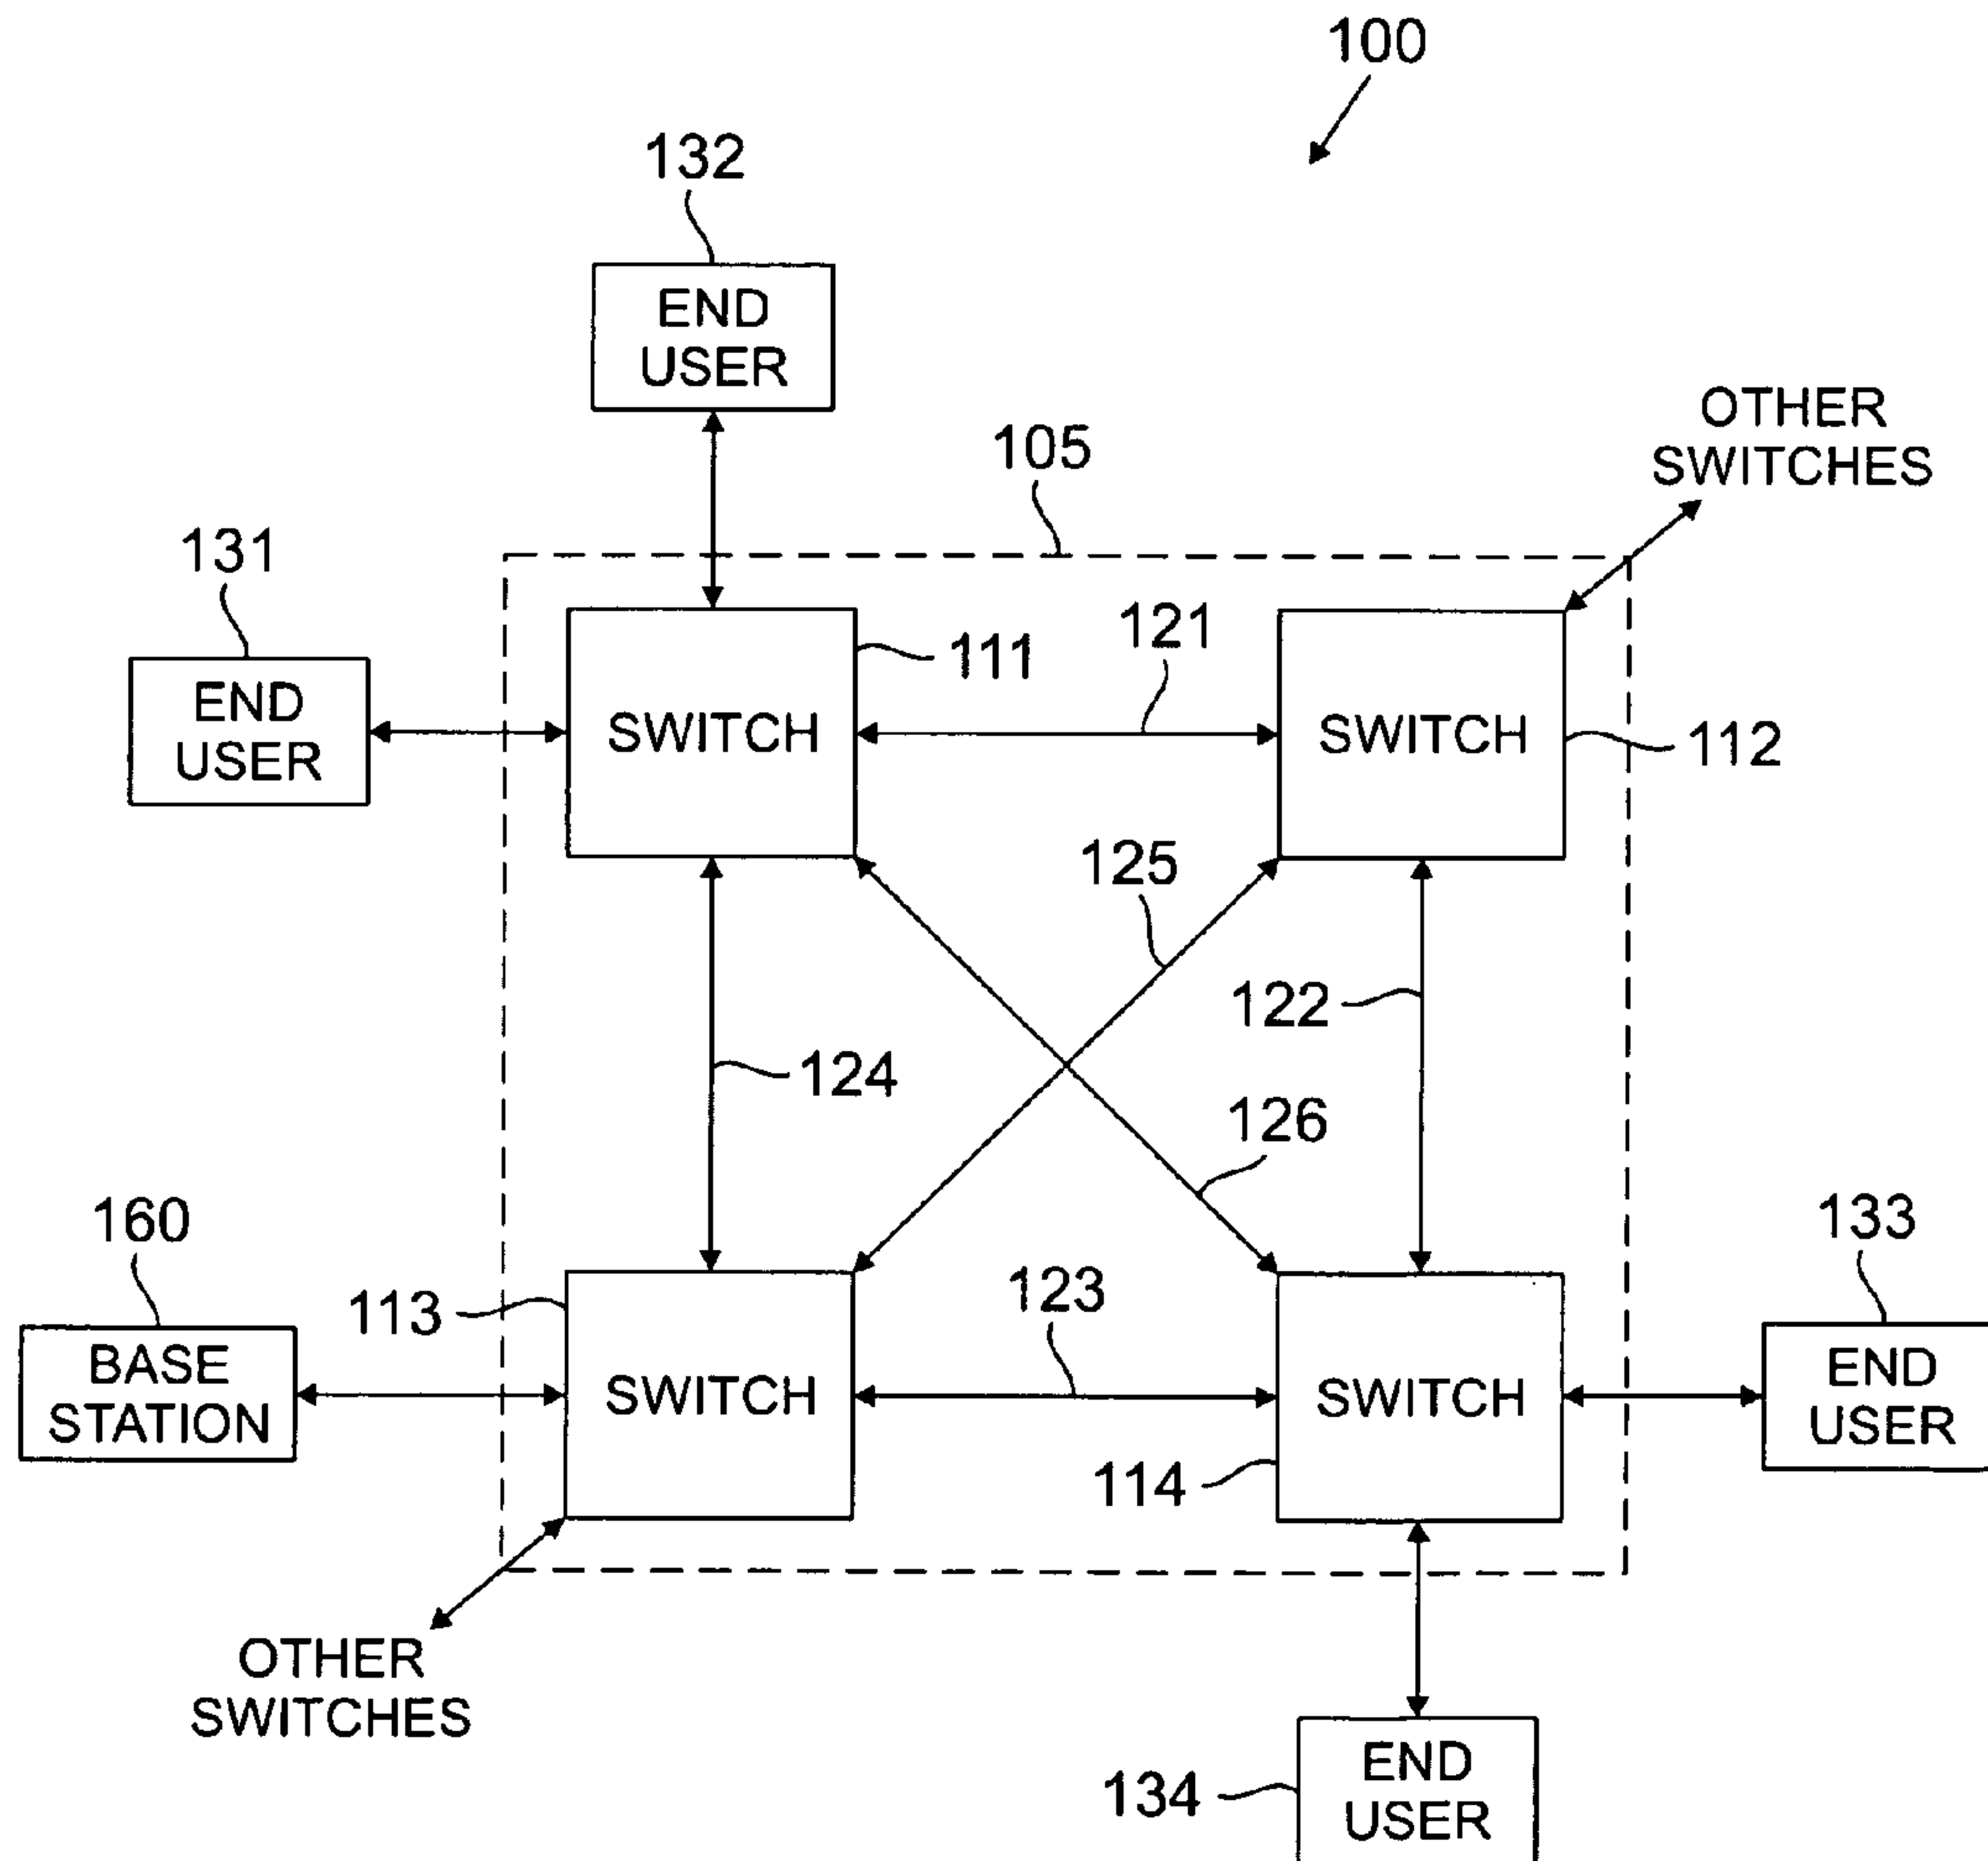 100
132
END
USER
OTHER
SWITCHES
105
131
END
USER
121
111
SWITCH
SWITCH
112
125
122
124
126
160
133
113
123
BASE
STATION
SWITCH
SWITCH
END
USER
114
OTHER
SWITCHES
134
END
USER